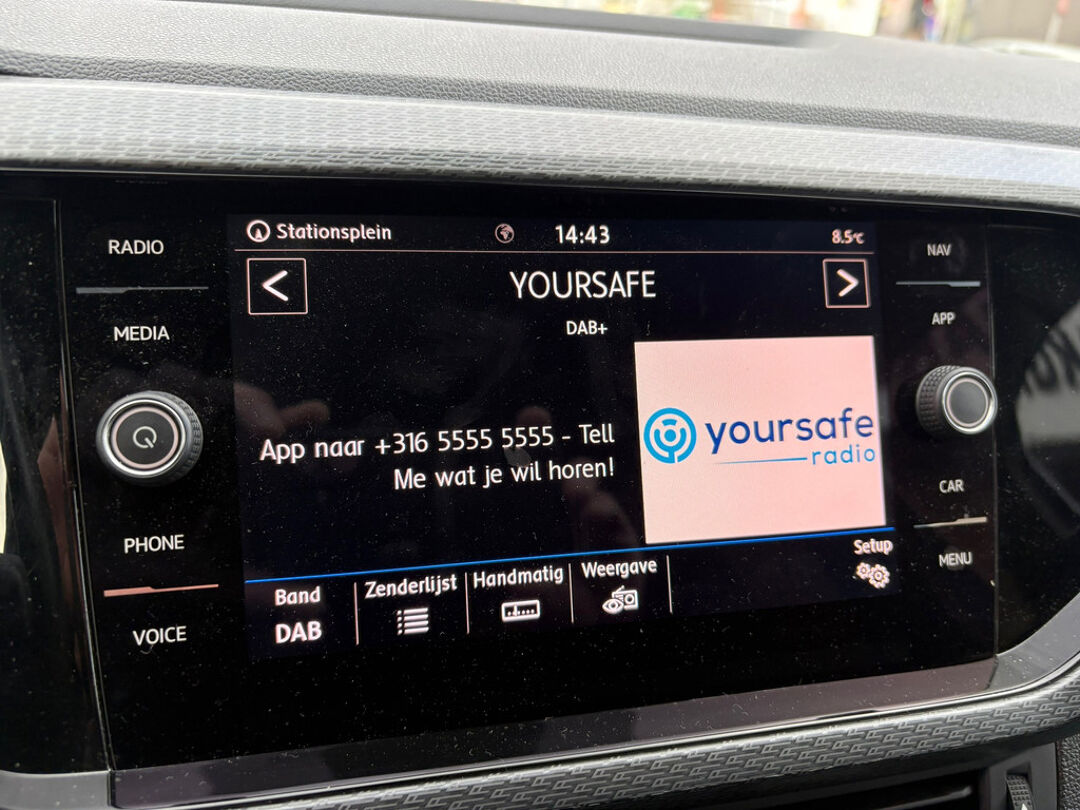 RADIO
MEDIA
PHONE
VOICE
Stationsplein 14:43 8.5°C
< YOURSAFE >
DAB+
App naar +316 5555 5555 - Tell
Me wat je wil horen!
yoursafe
radio
Setup
Band Zenderlijst Handmatig Weergave
DAB
NAV
APP
CAR
MENU